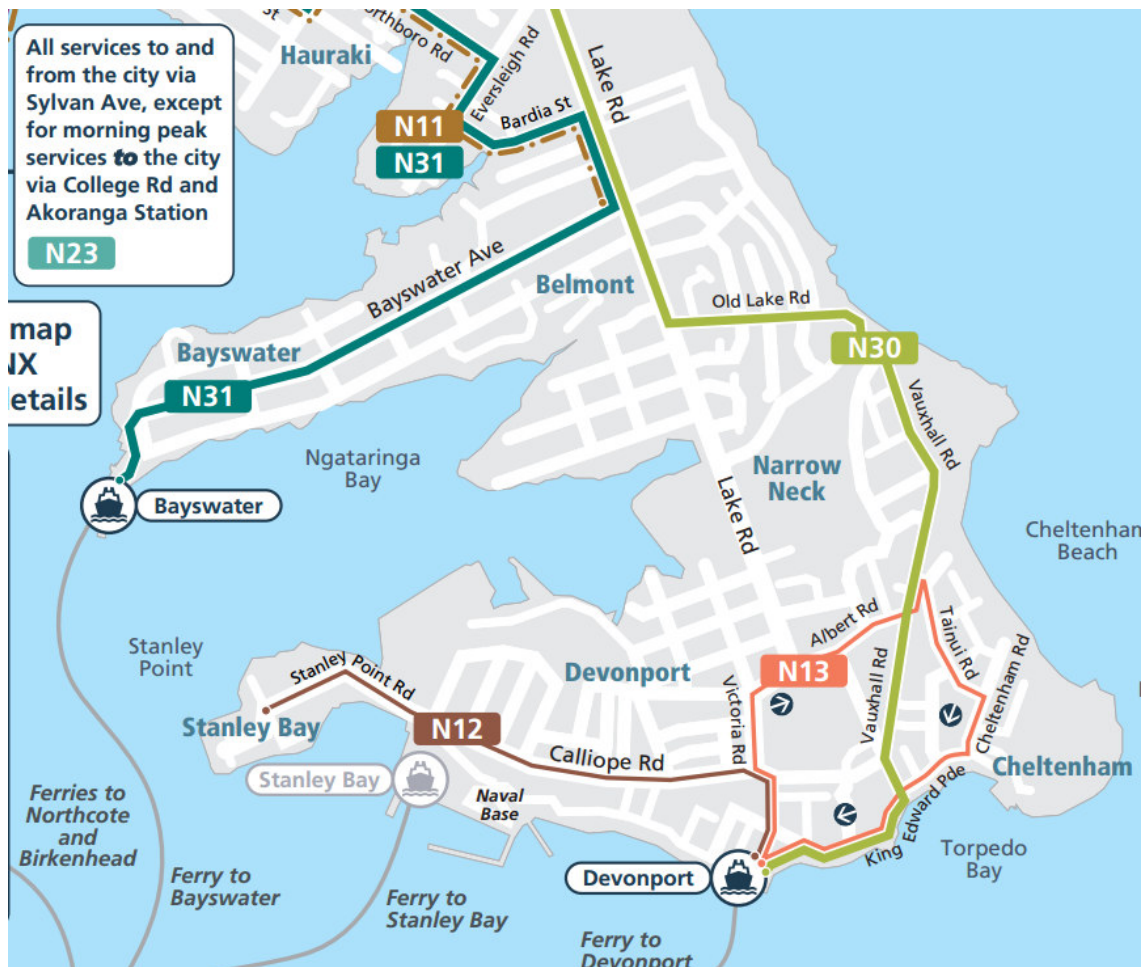 All services to and
from the city via
Sylvan Ave, except
for morning peak
services to the city
via College Rd and
Akoranga Station
N23
map
NX
etails
St
Northboro Rd
Hauraki
Eversleigh Rd
Lake Rd
Bardia St
N11
N31
Bayswater Ave
Belmont
Old Lake Rd
N30
Bayswater
N31
Vauxhall Rd
Ngataringa
Bay
Narrow
Neck
Lake Rd
Bayswater
Cheltenham
Beach
Stanley
Point
Albert Rd
Tainui Rd
Cheltenham Rd
Stanley Point Rd
Devonport
N13
Victoria Rd
Vauxhall Rd
Stanley Bay
N12
Calliope Rd
Stanley Bay
Cheltenham
Naval
Base
Ferries to
Northcote
and
Birkenhead
King Edward Pde
Torpedo
Bay
Devonport
Ferry to
Bayswater
Ferry to
Stanley Bay
Ferry to
Devonport